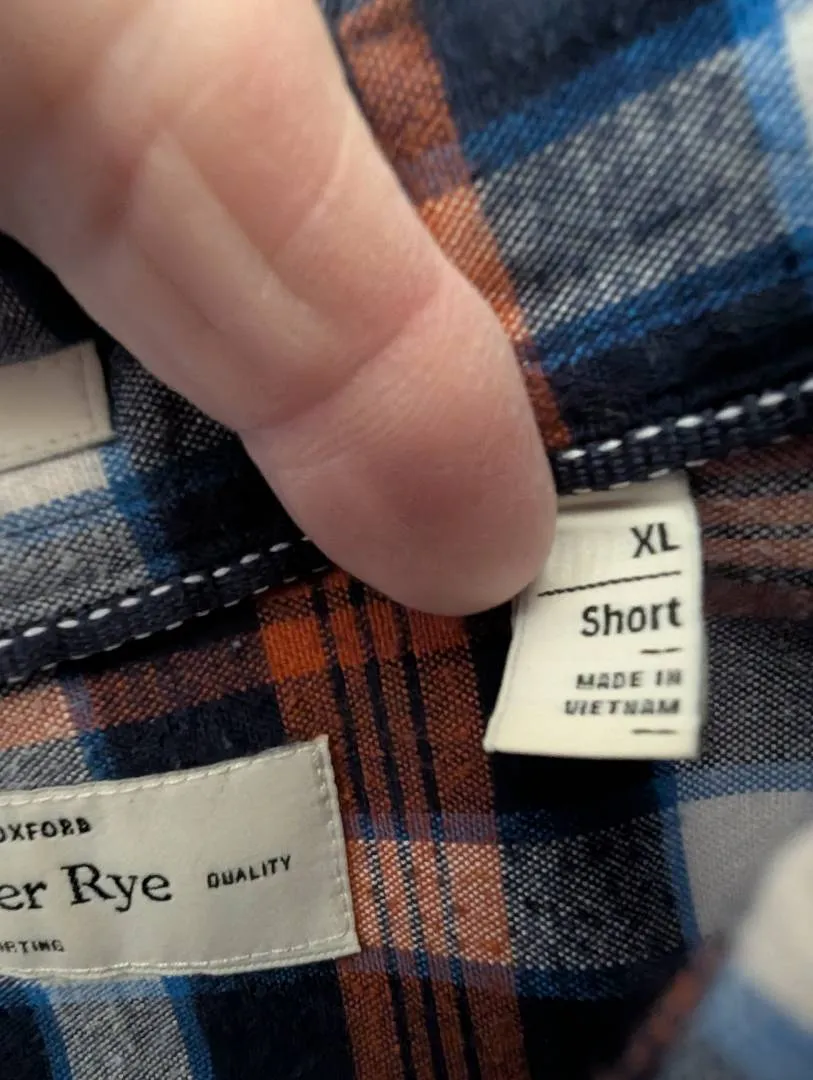 XL
Short
MADE IN
VIETNAM
OXFORD
er Rye QUALITY
RTING